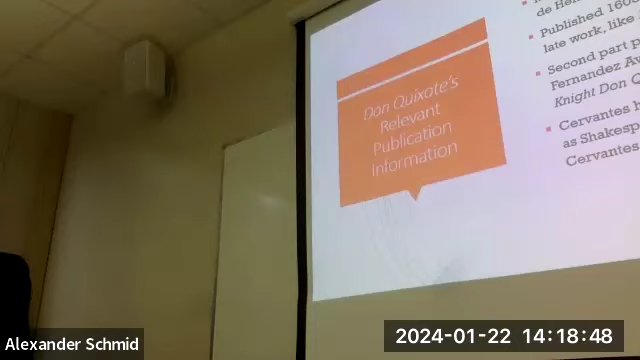 Don Quixote's
Relevant
Publication
Information
de Hen
Published 160
late work, like
Second part p
Fernandez Av
Knight Don Q
Cervantes h
as Shakesp
Cervantes
Alexander Schmid
2024-01-22 14:18:48